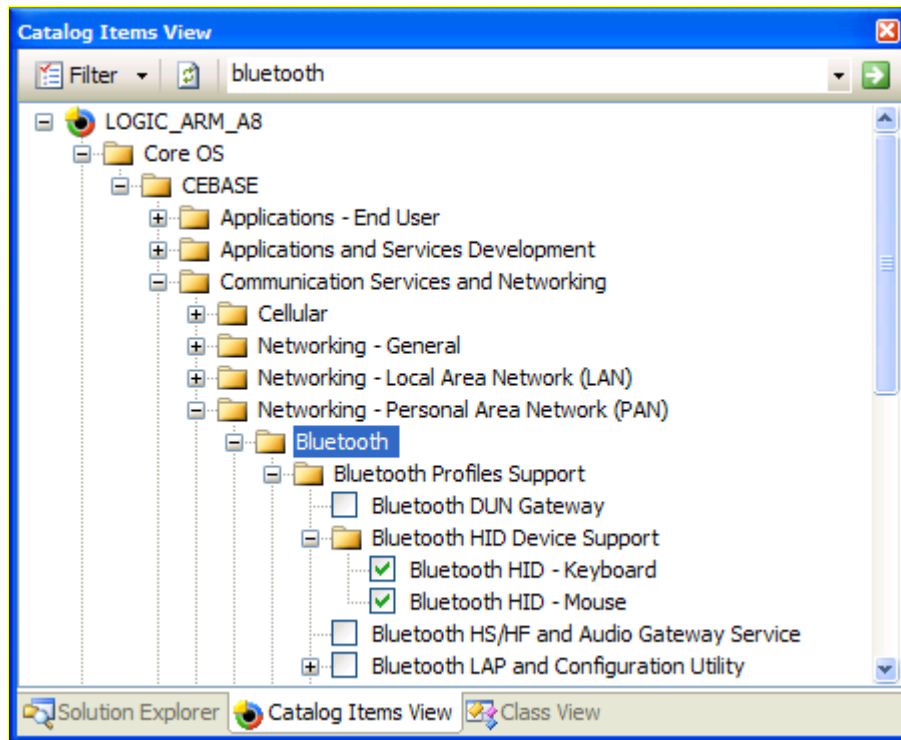 Catalog Items View
Filter bluetooth
LOGIC_ARM_A8
Core OS
CEBASE
Applications - End User
Applications and Services Development
Communication Services and Networking
Cellular
Networking - General
Networking - Local Area Network (LAN)
Networking - Personal Area Network (PAN)
Bluetooth
Bluetooth Profiles Support
Bluetooth DUN Gateway
Bluetooth HID Device Support
Bluetooth HID - Keyboard
Bluetooth HID - Mouse
Bluetooth HS/HF and Audio Gateway Service
Bluetooth LAP and Configuration Utility
Solution Explorer Catalog Items View Class View